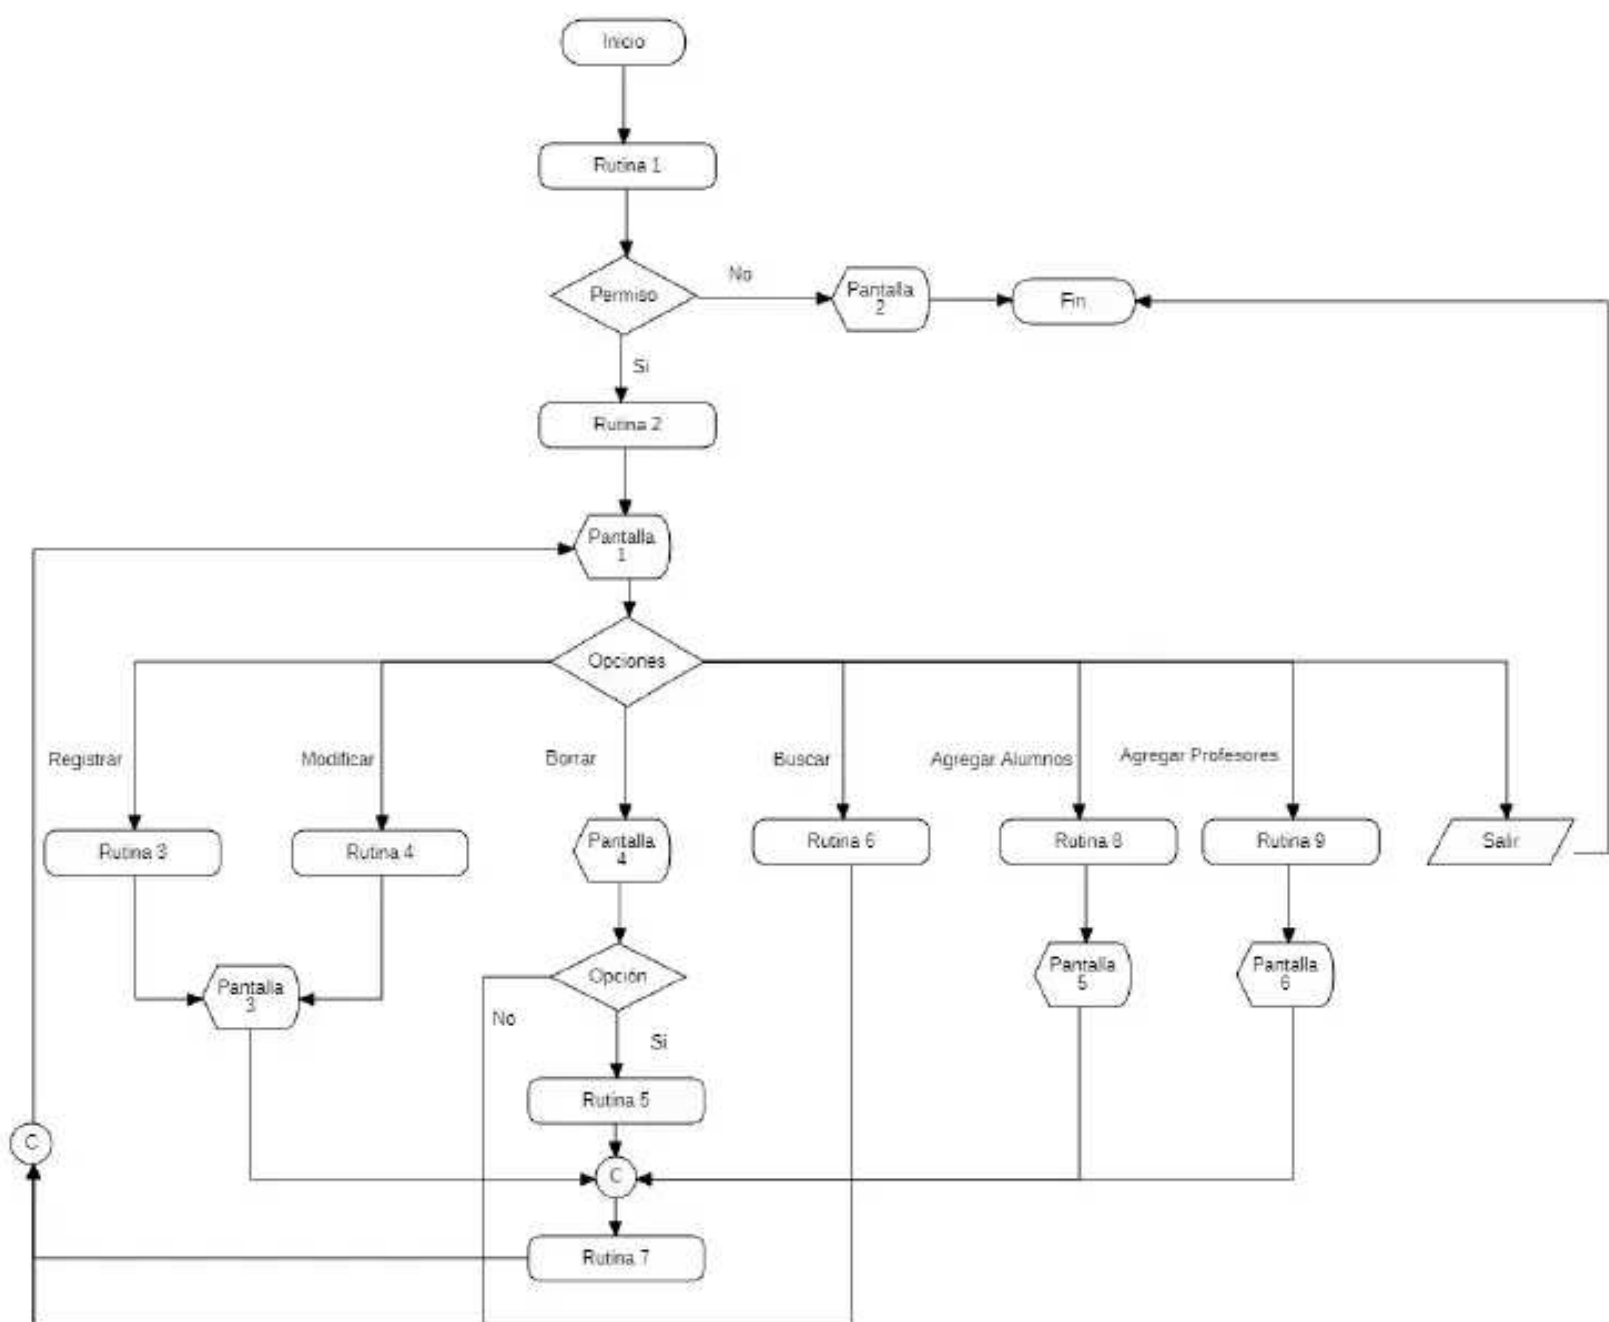 Inicio
Rutina 1
Permiso
No
Pantalla
2
Fin
Si
Rutina 2
Pantalla
1
Opciones
Registrar
Modificar
Borrar
Buscar
Agregar Alumnos
Agregar Profesores
Rutina 3
Rutina 4
Pantalla
4
Rutina 6
Rutina 8
Rutina 9
Salir
Pantalla
3
Opción
Pantalla
5
Pantalla
6
No
Si
Rutina 5
C
C
Rutina 7